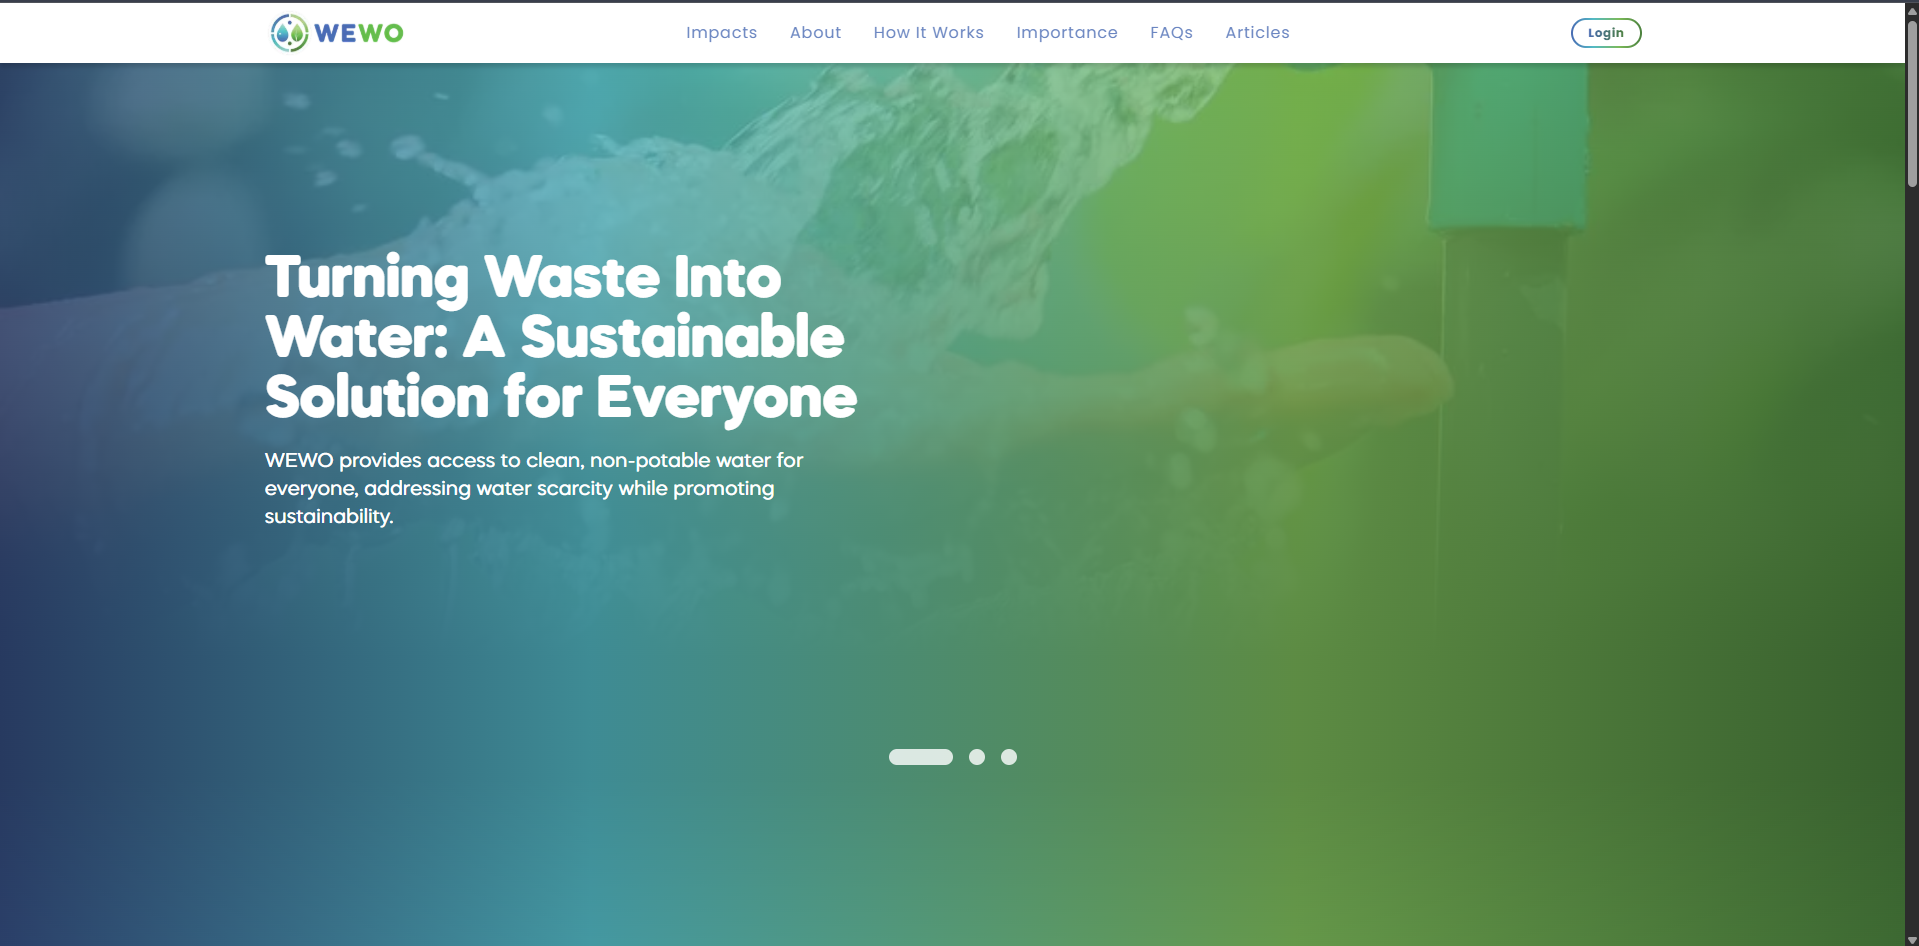 WEWO
Impacts
About
How It Works
Importance
FAQs
Articles
Login
Turning Waste Into
Water: A Sustainable
Solution for Everyone
WEWO provides access to clean, non-potable water for
everyone, addressing water scarcity while promoting
sustainability.